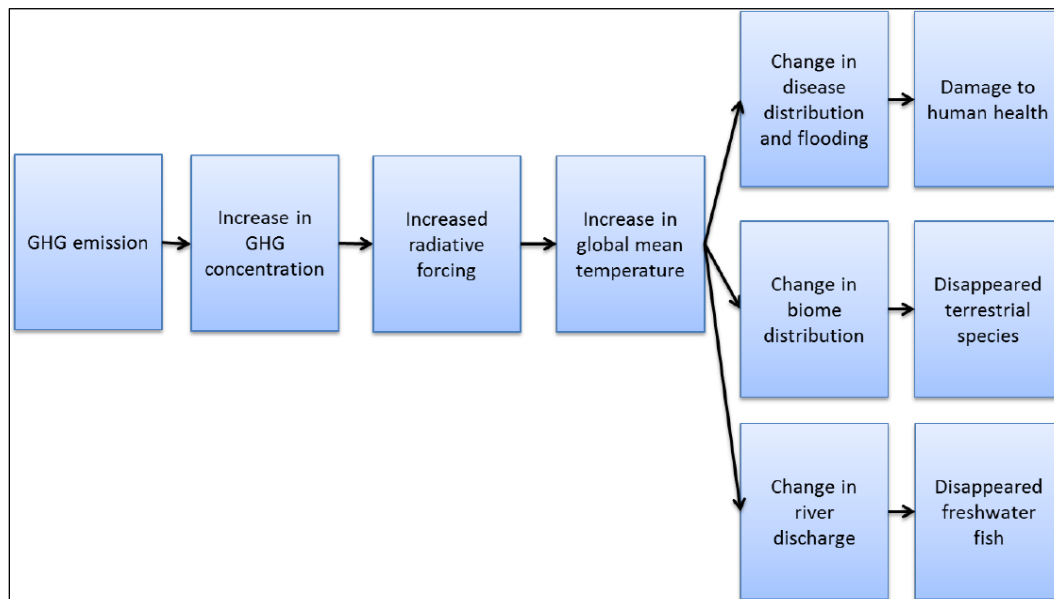 GHG emission
Increase in
GHG
concentration
Increased
radiative
forcing
Increase in
global mean
temperature
Change in
disease
distribution
and flooding
Damage to
human health
Change in
biome
distribution
Disappeared
terrestrial
species
Change in
river
discharge
Disappeared
freshwater
fish